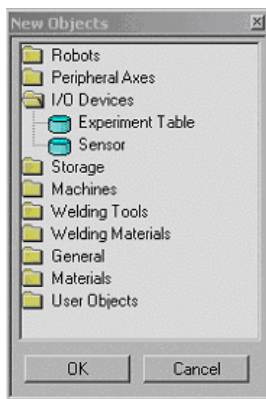 New Objects
Robots
Peripheral Axes
I/O Devices
Experiment Table
Sensor
Storage
Machines
Welding Tools
Welding Materials
General
Materials
User Objects
OK Cancel